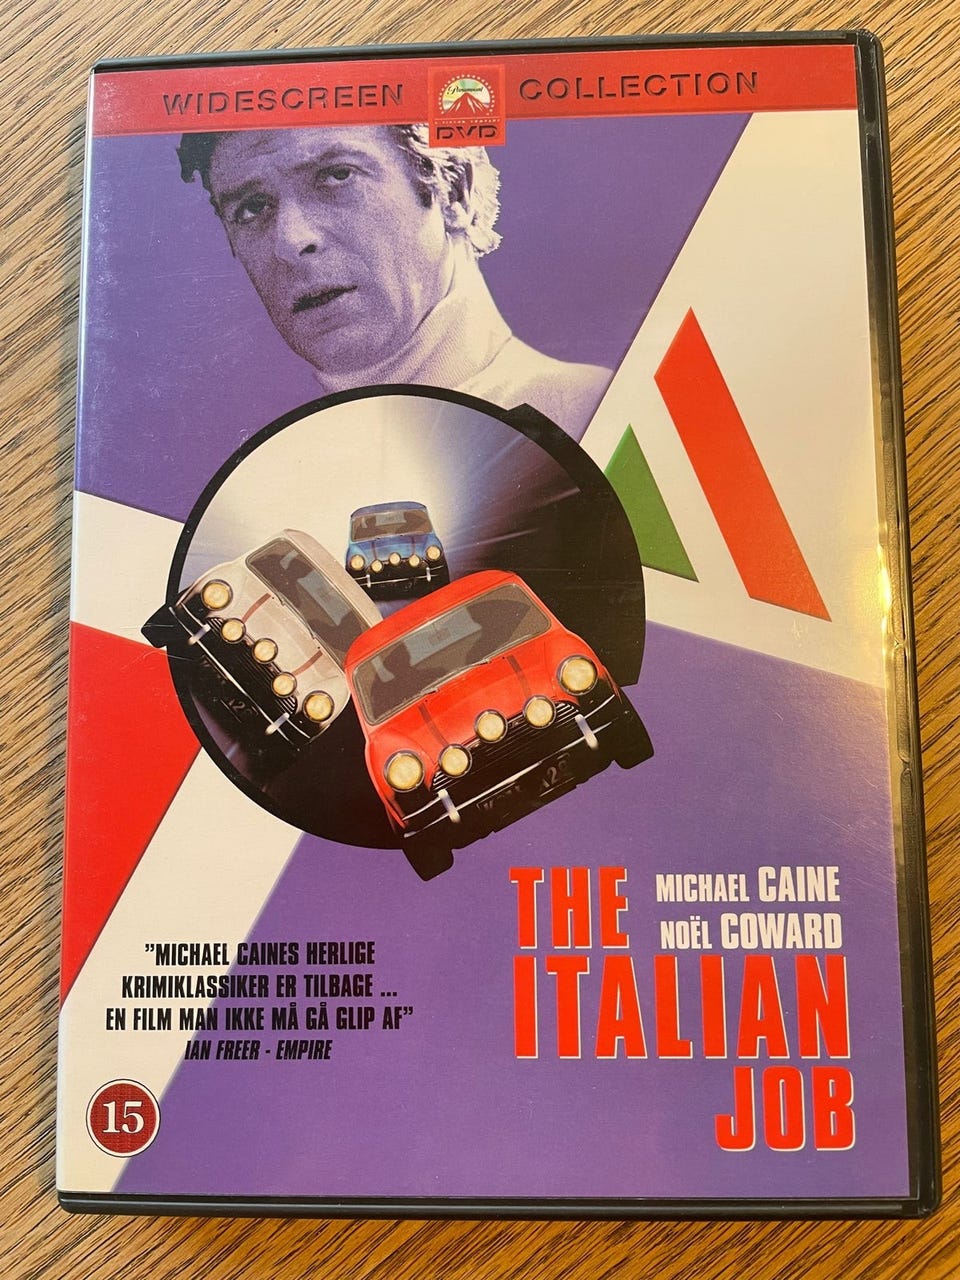 WIDESCREEN COLLECTION
Paramount
DVD
THE
MICHAEL CAINE
NOËL COWARD
ITALIAN
JOB
”MICHAEL CAINES HERLIGE
KRIMIKLASSIKER ER TILBAGE ...
EN FILM MAN IKKE MÅ GÅ GLIP AF”
IAN FREER - EMPIRE
15